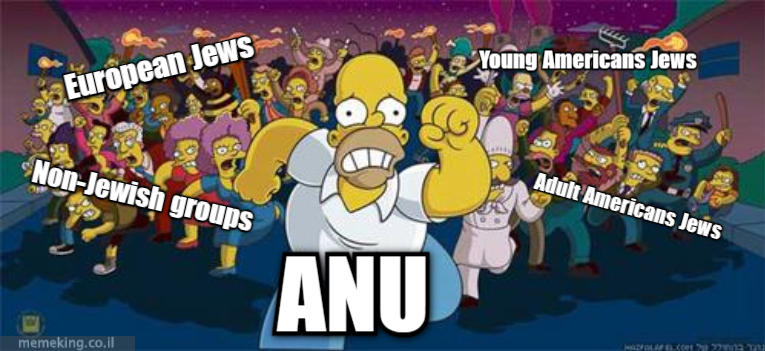 European Jews
Young Americans Jews
Non-Jewish groups
Adult Americans Jews
ANU
memeking.co.il